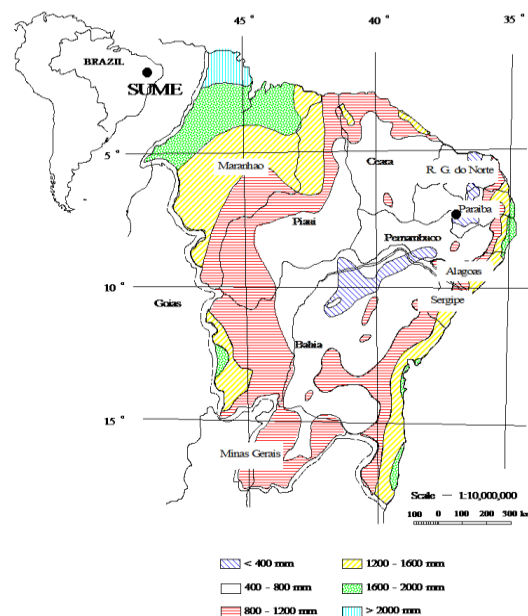 45
40
35
BRAZIL
SUME
5
Maranhao
Ceara
R. G. do Norte
Paraiba
Piaui
Pernambuco
Alagoas
10
Goias
Sergipe
Bahia
15
Minas Gerais
Scale — 1:10,000,000
100 0 100 200 300 km
< 400 mm
1200 - 1600 mm
400 - 800 mm
1600 - 2000 mm
800 - 1200 mm
> 2000 mm